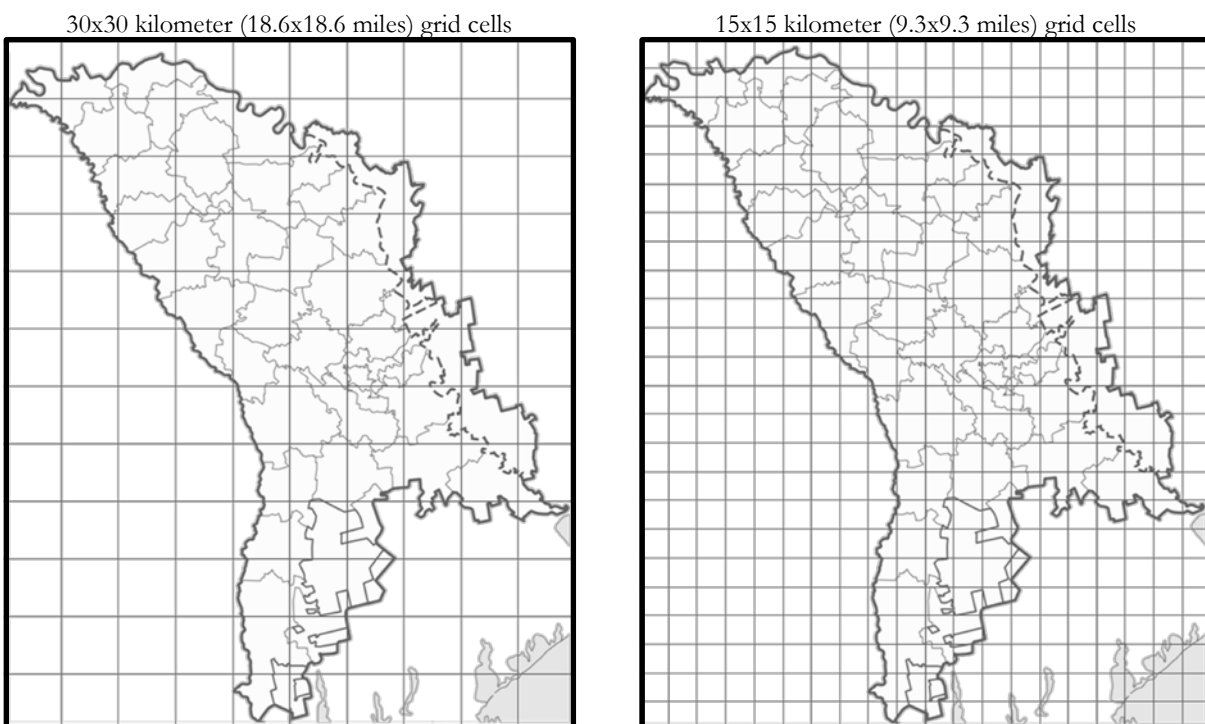 30x30 kilometer (18.6x18.6 miles) grid cells
15x15 kilometer (9.3x9.3 miles) grid cells